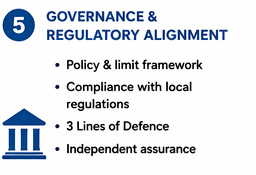 5
GOVERNANCE &
REGULATORY ALIGNMENT
• Policy & limit framework
• Compliance with local
regulations
• 3 Lines of Defence
• Independent assurance